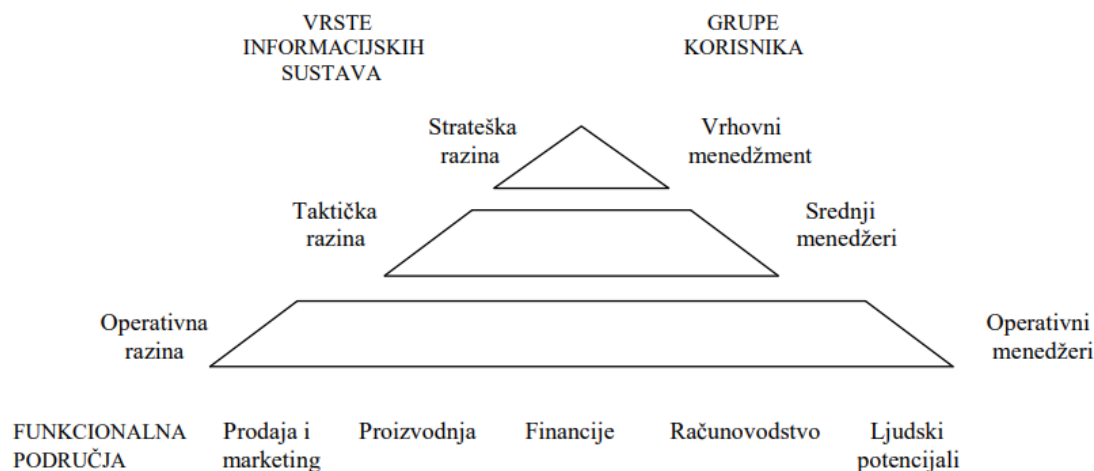 VRSTE
INFORMACIJSKIH
SUSTAVA
GRUPE
KORISNIKA
Strateška
razina
Vrhovni
menedžment
Taktička
razina
Srednji
menedžeri
Operativna
razina
Operativni
menedžeri
FUNKCIONALNA
PODRUČJA
Prodaja i
marketing
Proizvodnja
Financije
Računovodstvo
Ljudski
potencijali